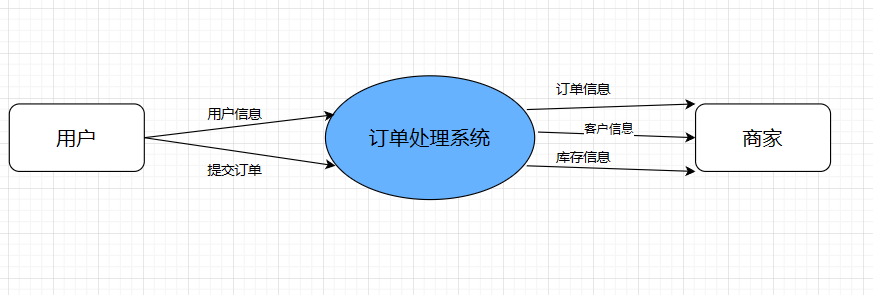 用户
用户信息
提交订单
订单处理系统
订单信息
客户信息
库存信息
商家